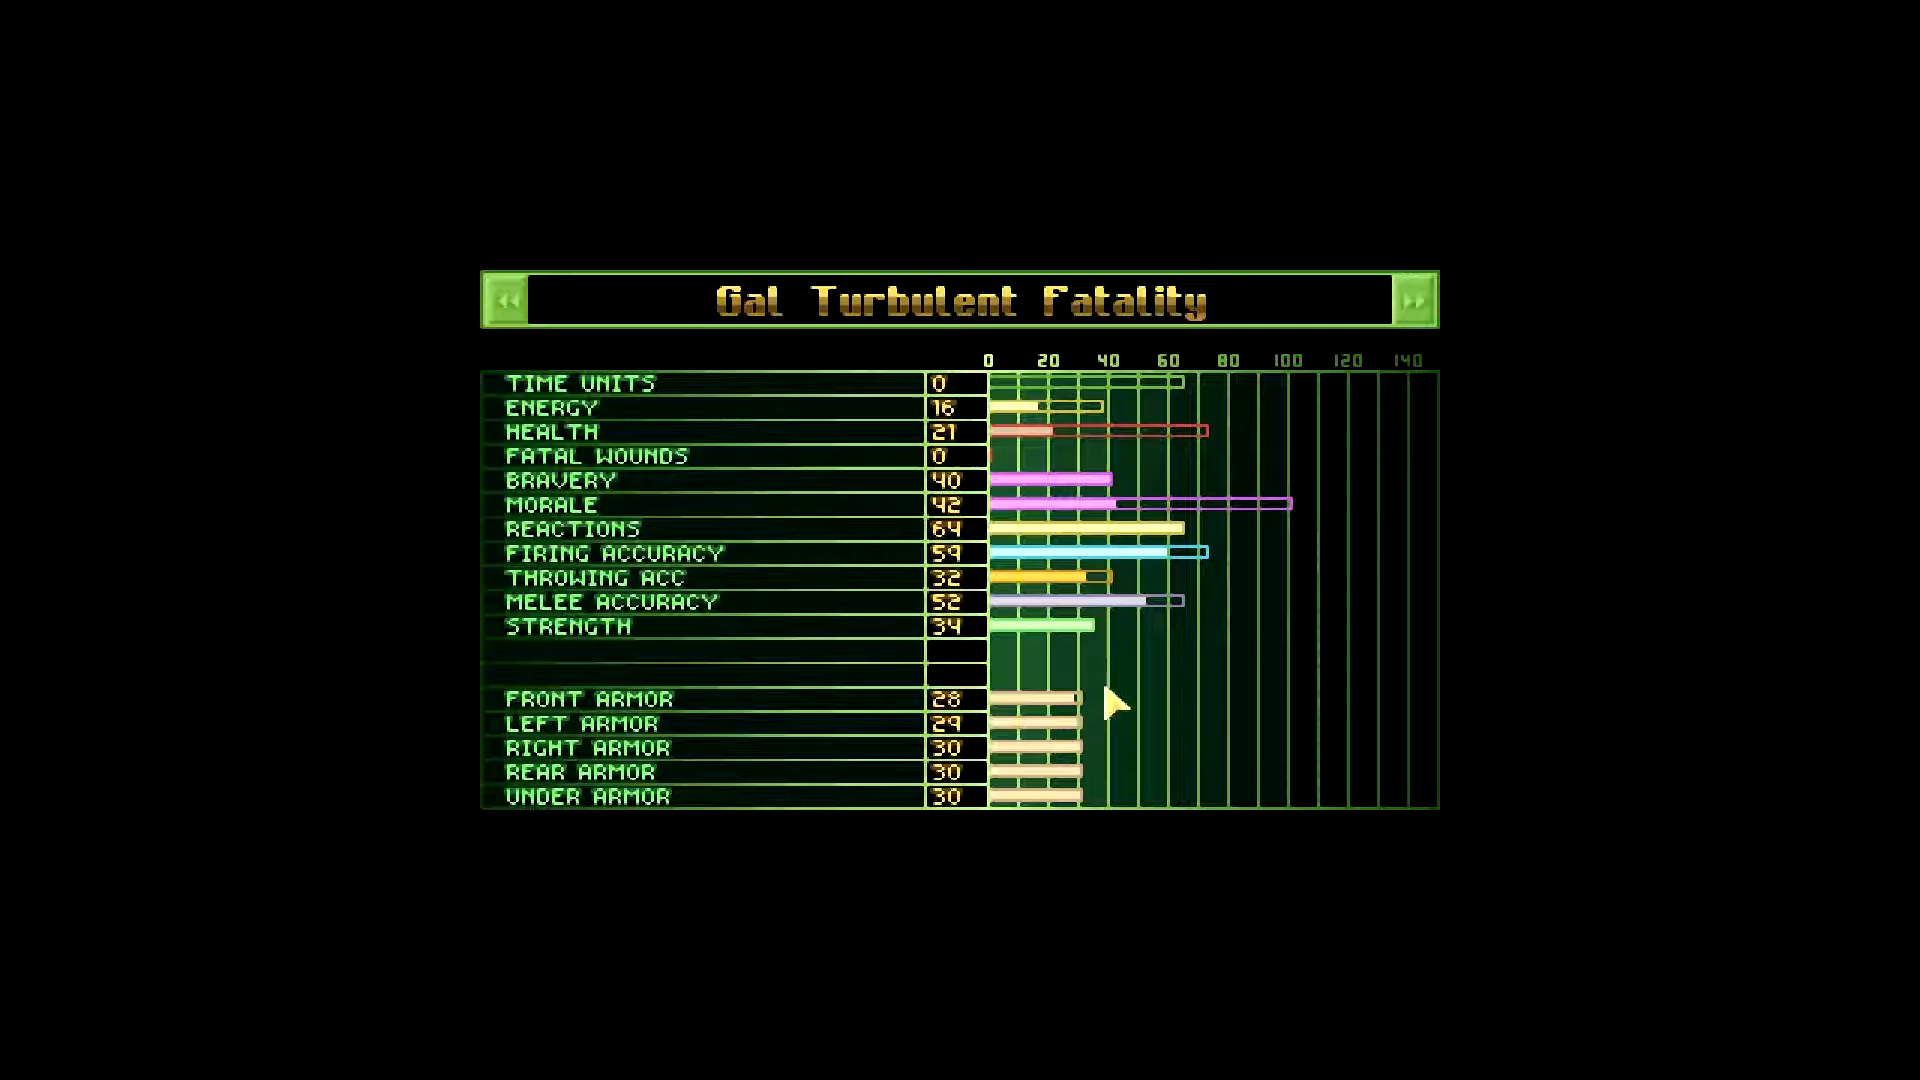 Gal Turbulent Fatality
0 20 40 60 80 100 120 140
TIME UNITS 0
ENERGY 16
HEALTH 21
FATAL WOUNDS 0
BRAVERY 40
MORALE 42
REACTIONS 64
FIRING ACCURACY 59
THROWING ACC 32
MELEE ACCURACY 52
STRENGTH 34
FRONT ARMOR 28
LEFT ARMOR 29
RIGHT ARMOR 30
REAR ARMOR 30
UNDER ARMOR 30